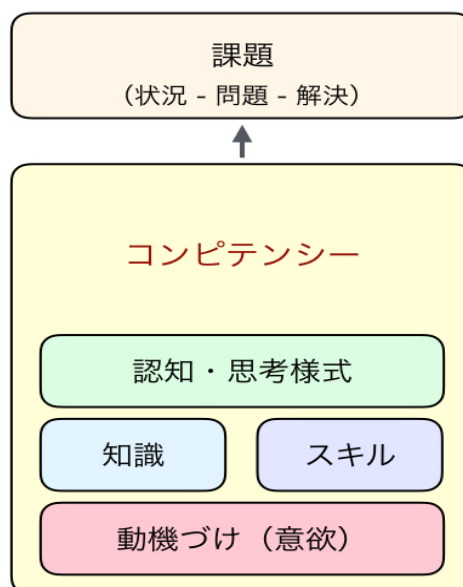 課題
（状況 - 問題 - 解決）
コンピテンシー
認知・思考様式
知識
スキル
動機づけ（意欲）